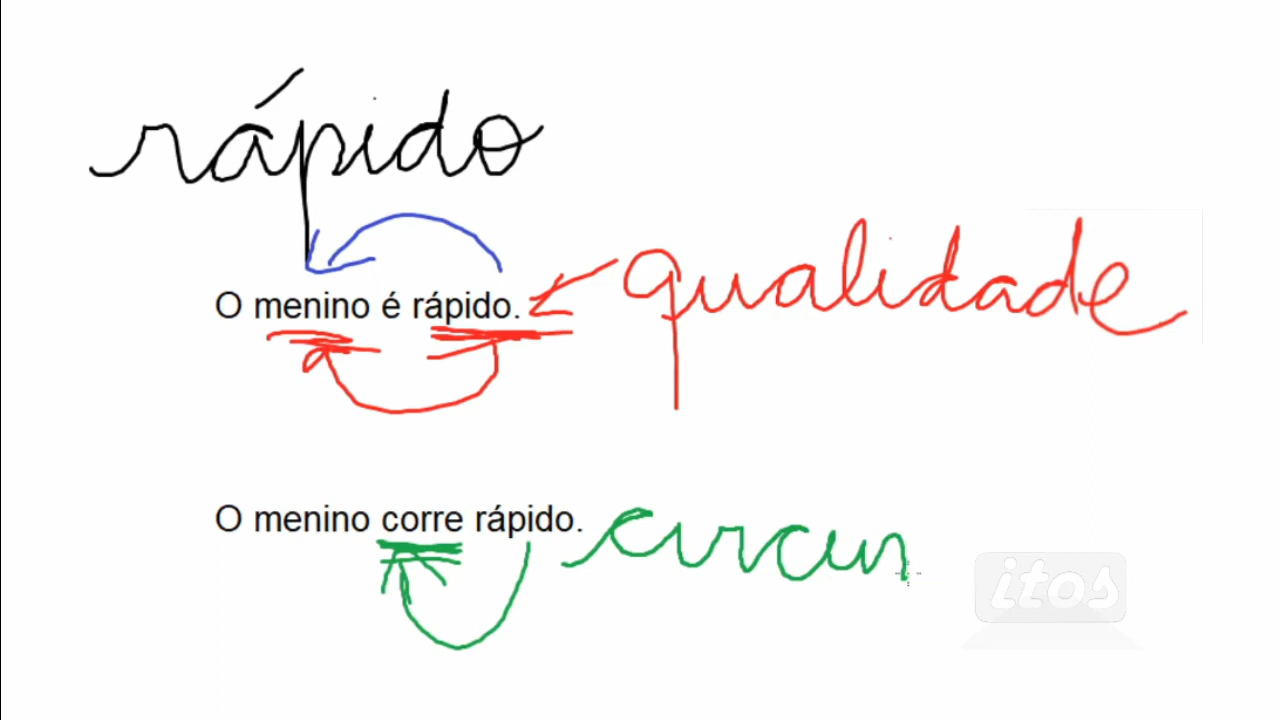 rápido
O menino é rápido.
qualidade
O menino corre rápido.
circun
itos